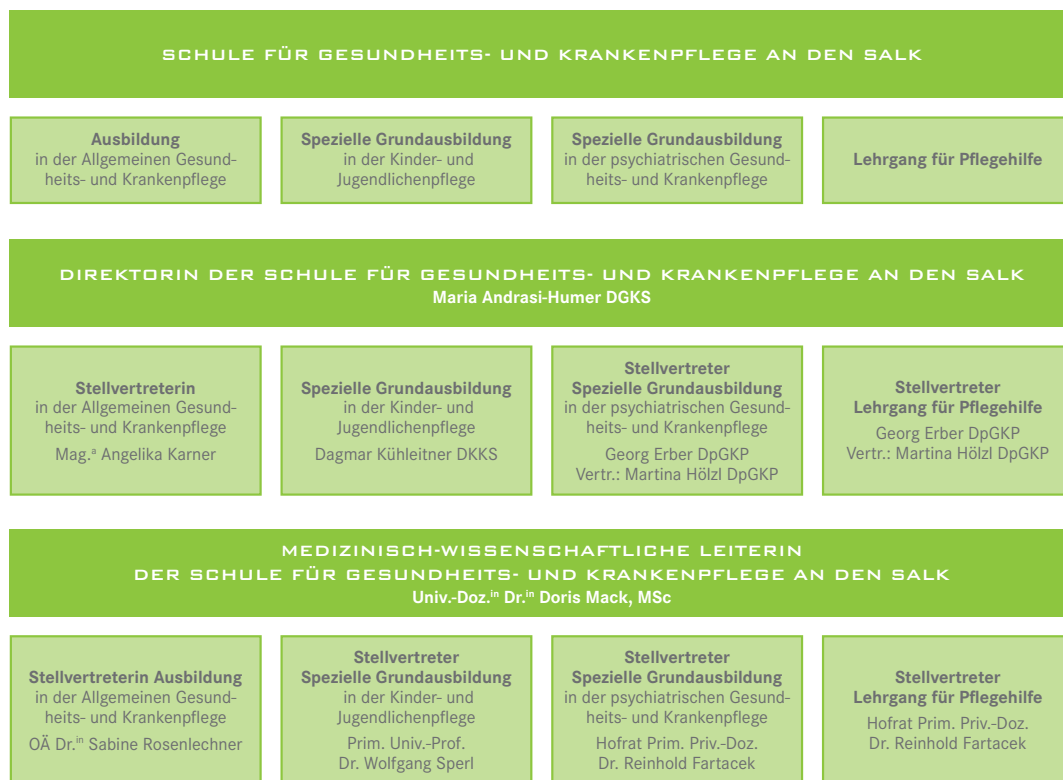 SCHULE FÜR GESUNDHEITS- UND KRANKENPFLEGE AN DEN SALK
Ausbildung
in der Allgemeinen Gesund-
heits- und Krankenpflege
Spezielle Grundausbildung
in der Kinder- und
Jugendlichenpflege
Spezielle Grundausbildung
in der psychiatrischen Gesund-
heits- und Krankenpflege
Lehrgang für Pflegehilfe
DIREKTORIN DER SCHULE FÜR GESUNDHEITS- UND KRANKENPFLEGE AN DEN SALK
Maria Andrasi-Humer DGKS
Stellvertreterin
in der Allgemeinen Gesund-
heits- und Krankenpflege
Mag.ª Angelika Karner
Spezielle Grundausbildung
in der Kinder- und
Jugendlichenpflege
Dagmar Kühleitner DKKS
Stellvertreter
Spezielle Grundausbildung
in der psychiatrischen Gesund-
heits- und Krankenpflege
Georg Erber DpGKP
Vertr.: Martina Hölzl DpGKP
Stellvertreter
Lehrgang für Pflegehilfe
Georg Erber DpGKP
Vertr.: Martina Hölzl DpGKP
MEDIZINISCH-WISSENSCHAFTLICHE LEITERIN
DER SCHULE FÜR GESUNDHEITS- UND KRANKENPFLEGE AN DEN SALK
Univ.-Doz.ⁱⁿ Dr.ⁱⁿ Doris Mack, MSc
Stellvertreterin Ausbildung
in der Allgemeinen Gesund-
heits- und Krankenpflege
OÄ Dr.ⁱⁿ Sabine Rosenlechner
Stellvertreter
Spezielle Grundausbildung
in der Kinder- und
Jugendlichenpflege
Prim. Univ.-Prof.
Dr. Wolfgang Sperl
Stellvertreter
Spezielle Grundausbildung
in der psychiatrischen Gesund-
heits- und Krankenpflege
Hofrat Prim. Priv.-Doz.
Dr. Reinhold Fartacek
Stellvertreter
Lehrgang für Pflegehilfe
Hofrat Prim. Priv.-Doz.
Dr. Reinhold Fartacek